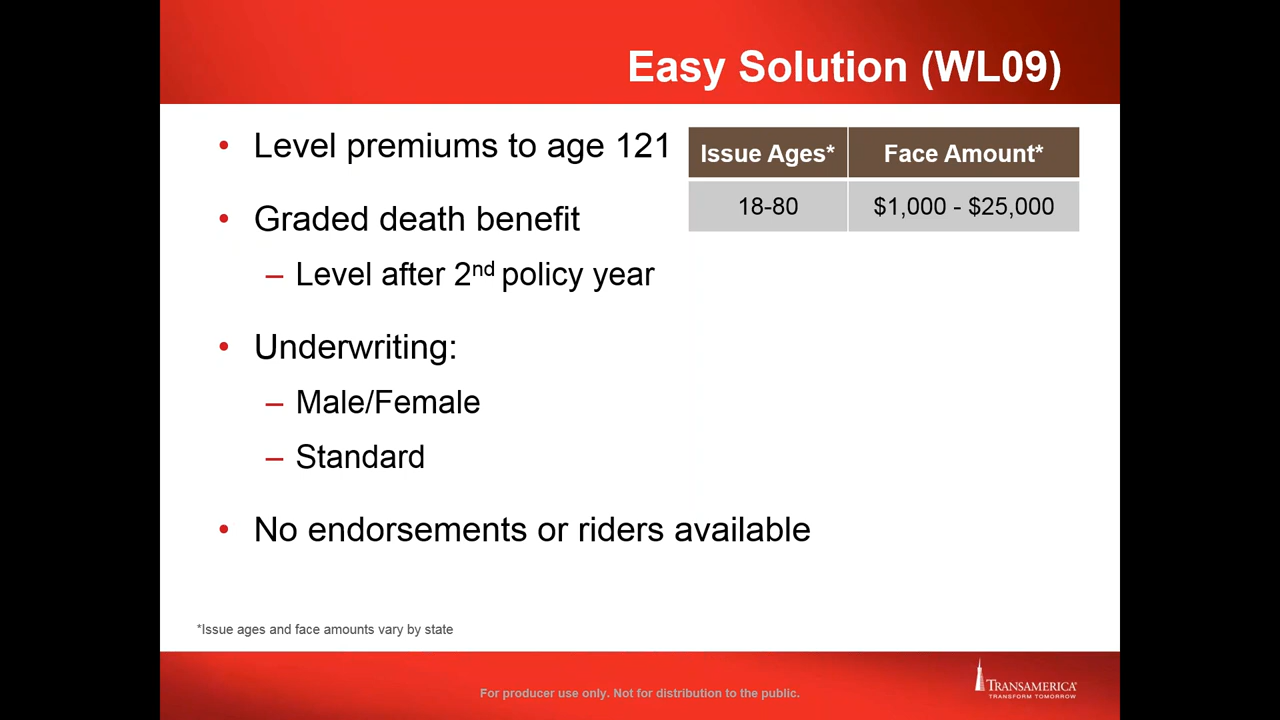 Easy Solution (WL09)
• Level premiums to age 121
• Graded death benefit
– Level after 2nd policy year
• Underwriting:
– Male/Female
– Standard
• No endorsements or riders available
Issue Ages* Face Amount*
18-80 $1,000 - $25,000
*Issue ages and face amounts vary by state
For producer use only. Not for distribution to the public.
TRANSAMERICA®
TRANSFORM TOMORROW